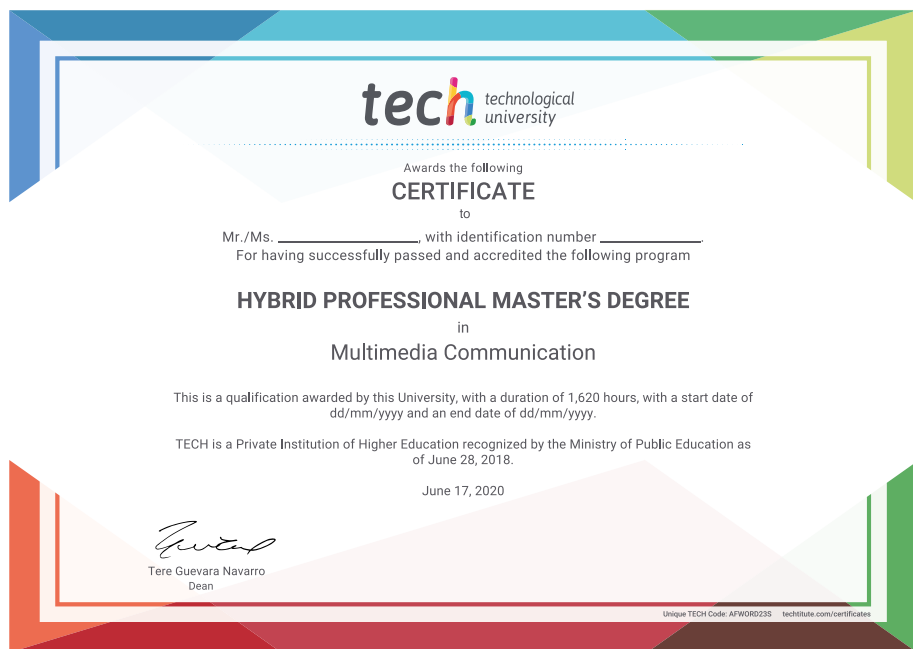 tech technological
university
Awards the following
CERTIFICATE
to
Mr./Ms. ____________________, with identification number ______________.
For having successfully passed and accredited the following program
HYBRID PROFESSIONAL MASTER'S DEGREE
in
Multimedia Communication
This is a qualification awarded by this University, with a duration of 1,620 hours, with a start date of
dd/mm/yyyy and an end date of dd/mm/yyyy.
TECH is a Private Institution of Higher Education recognized by the Ministry of Public Education as
of June 28, 2018.
June 17, 2020
Tere Guevara Navarro
Dean
Unique TECH Code: AFWORD23S techtitute.com/certificates